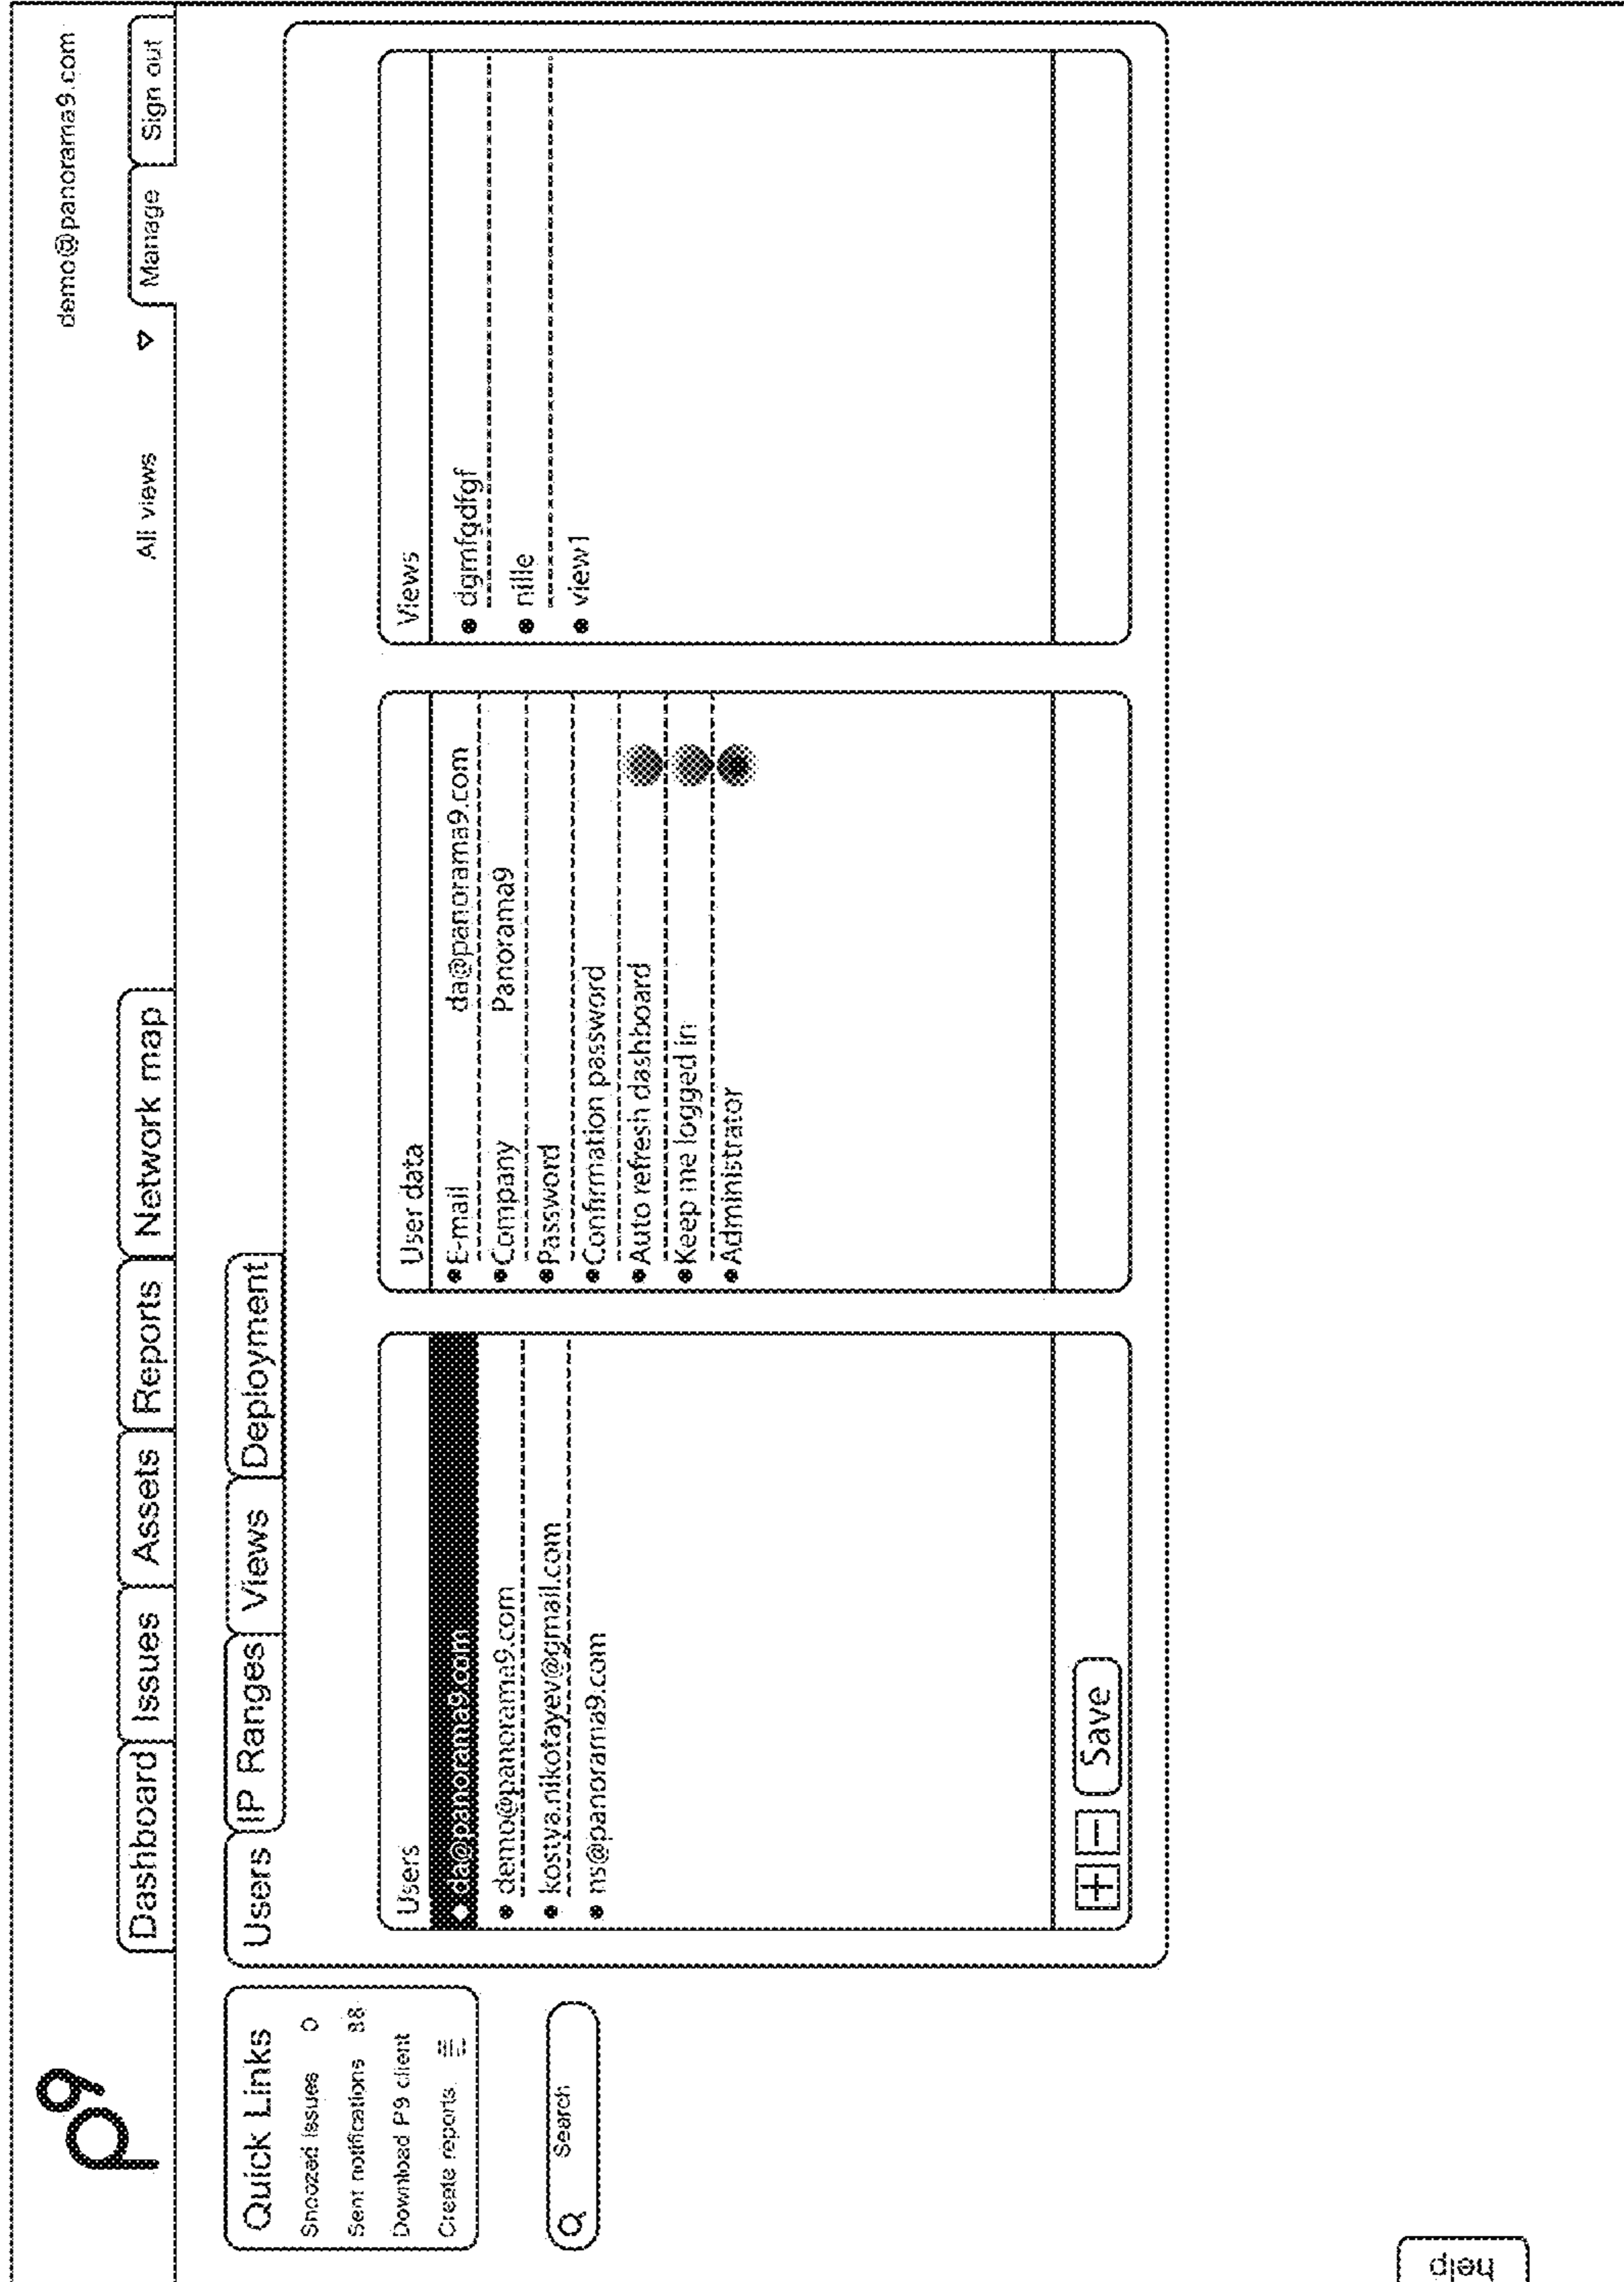 p9
demo@panorama9.com
Dashboard Issues Assets Reports Network map All views Manage Sign out
Quick Links
Snoozed issues 0
Sent notifications 88
Download P9 client
Create reports
Search
Users IP Ranges Views Deployment
Users
da@panorama9.com
demo@panorama9.com
kostya.nikotayev@gmail.com
ns@panorama9.com
Save
User data
E-mail da@panorama9.com
Company Panorama9
Password
Confirmation password
Auto refresh dashboard
Keep me logged in
Administrator
Views
dgmfgdfgf
nille
view1
help